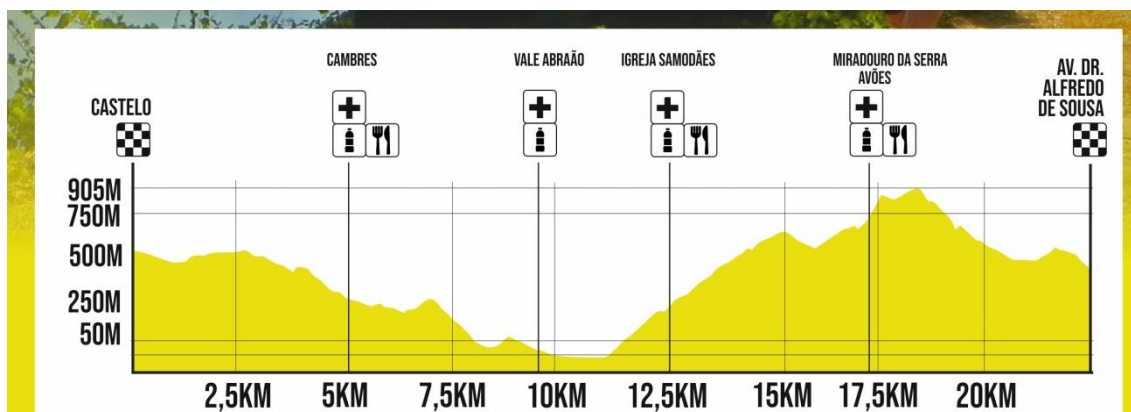 CAMBRES
VALE ABRAÃO
IGREJA SAMODÃES
MIRADOURO DA SERRA
AVÕES
AV. DR.
ALFREDO
DE SOUSA
CASTELO
905M
750M
500M
250M
50M
2,5KM
5KM
7,5KM
10KM
12,5KM
15KM
17,5KM
20KM